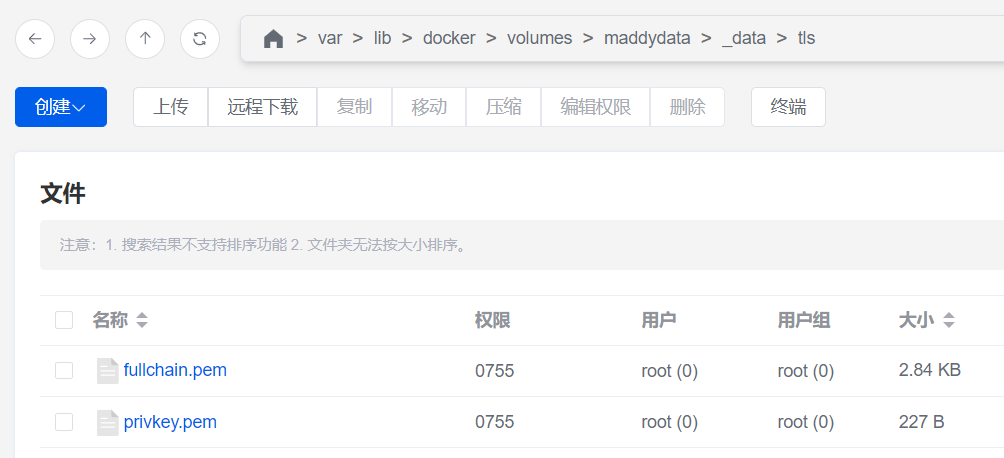 > var > lib > docker > volumes > maddydata > _data > tls
创建 上传 远程下载 复制 移动 压缩 编辑权限 删除 终端
文件
注意：1. 搜索结果不支持排序功能 2. 文件夹无法按大小排序。
名称 权限 用户 用户组 大小
fullchain.pem 0755 root (0) root (0) 2.84 KB
privkey.pem 0755 root (0) root (0) 227 B